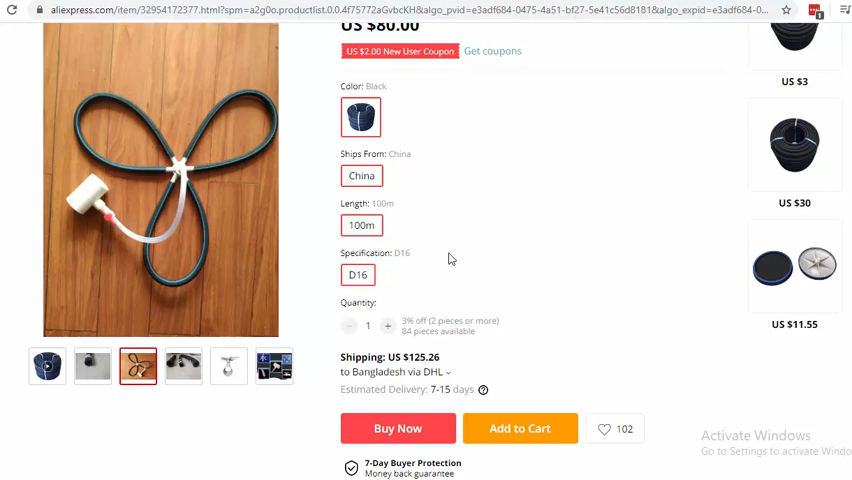 aliexpress.com/item/32954172377.html?spm=a2g0o.productlist.0.0.4f75772aGvbcKH&algo_pvid=e3adf684-0475-4a51-bf27-5e41c56d8181&algo_expid=e3adf684-0...
1
US $80.00
US $2.00 New User Coupon Get coupons
Color: Black
Ships From: China
China
Length: 100m
100m
Specification: D16
D16
Quantity:
− 1 + 3% off (2 pieces or more)
84 pieces available
Shipping: US $125.26
to Bangladesh via DHL
Estimated Delivery: 7-15 days ?
Buy Now Add to Cart 102
7-Day Buyer Protection
Money back guarantee
US $3
US $30
US $11.55
Activate Windows
Go to Settings to activate Windo